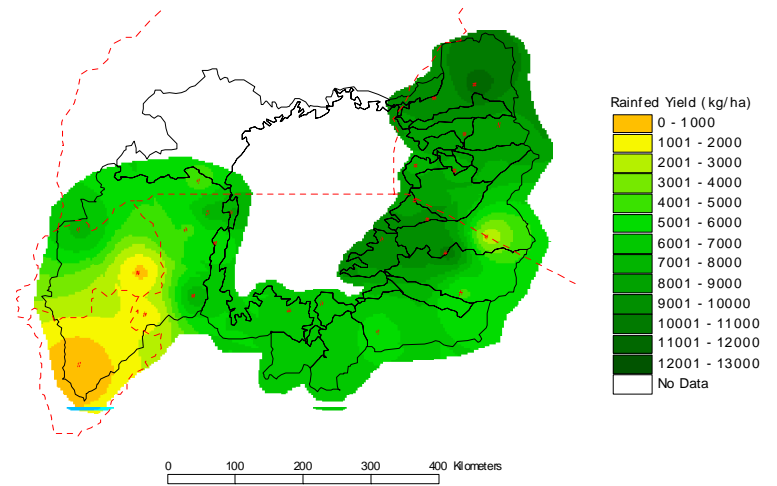 Rainfed Yield (kg/ha)
0 - 1000
1001 - 2000
2001 - 3000
3001 - 4000
4001 - 5000
5001 - 6000
6001 - 7000
7001 - 8000
8001 - 9000
9001 - 10000
10001 - 11000
11001 - 12000
12001 - 13000
No Data
0 100 200 300 400 Kilometers